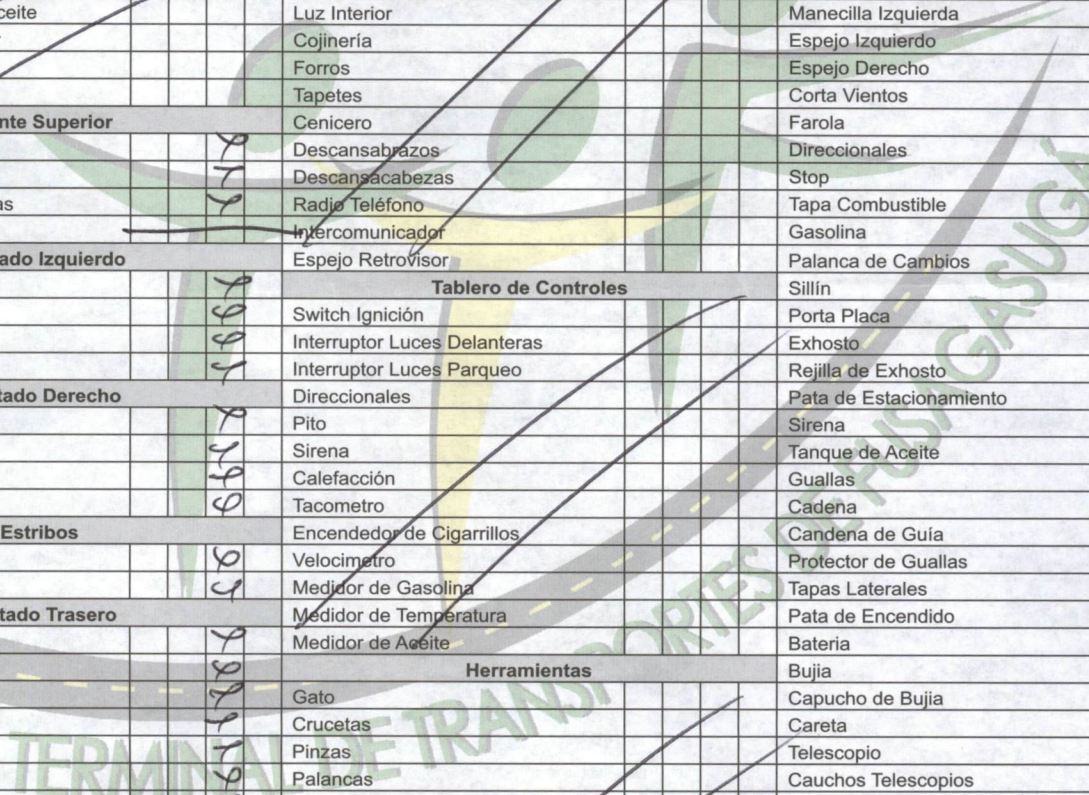 ceite
nte Superior
as
ado Izquierdo
tado Derecho
Estribos
tado Trasero
Luz Interior
Cojinería
Forros
Tapetes
Cenicero
Descansabrazos
Descansacabezas
Radio Teléfono
Intercomunicador
Espejo Retrovisor
Tablero de Controles
Switch Ignición
Interruptor Luces Delanteras
Interruptor Luces Parqueo
Direccionales
Pito
Sirena
Calefacción
Tacometro
Encendedor de Cigarrillos
Velocimetro
Medidor de Gasolina
Medidor de Temperatura
Medidor de Aceite
Herramientas
Gato
Crucetas
Pinzas
Palancas
Manecilla Izquierda
Espejo Izquierdo
Espejo Derecho
Corta Vientos
Farola
Direccionales
Stop
Tapa Combustible
Gasolina
Palanca de Cambios
Sillín
Porta Placa
Exhosto
Rejilla de Exhosto
Pata de Estacionamiento
Sirena
Tanque de Aceite
Guallas
Cadena
Candena de Guía
Protector de Guallas
Tapas Laterales
Pata de Encendido
Bateria
Bujia
Capucho de Bujia
Careta
Telescopio
Cauchos Telescopios
TERMINAL DE TRANSPORTES DE FUSAGASUGÁ